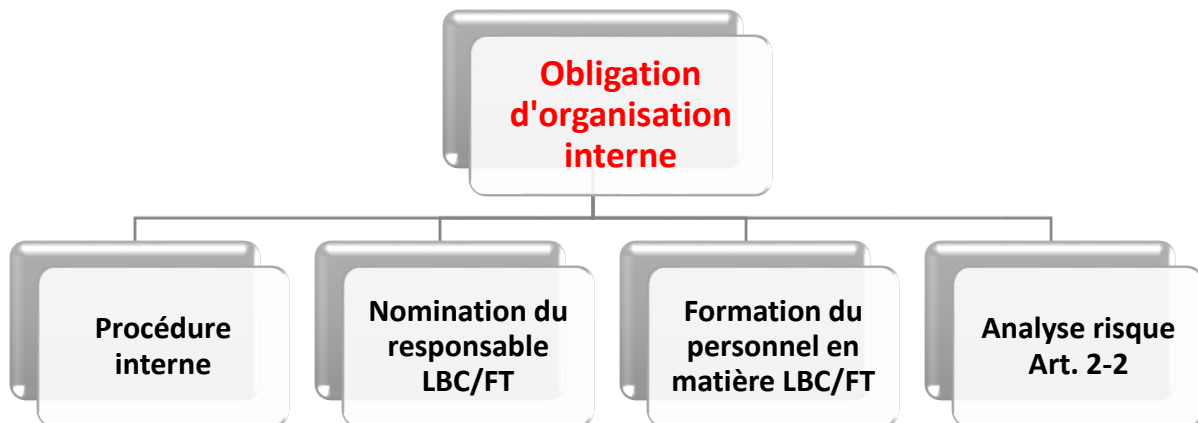 Obligation
d'organisation
interne
Procédure
interne
Nomination du
responsable
LBC/FT
Formation du
personnel en
matière LBC/FT
Analyse risque
Art. 2-2